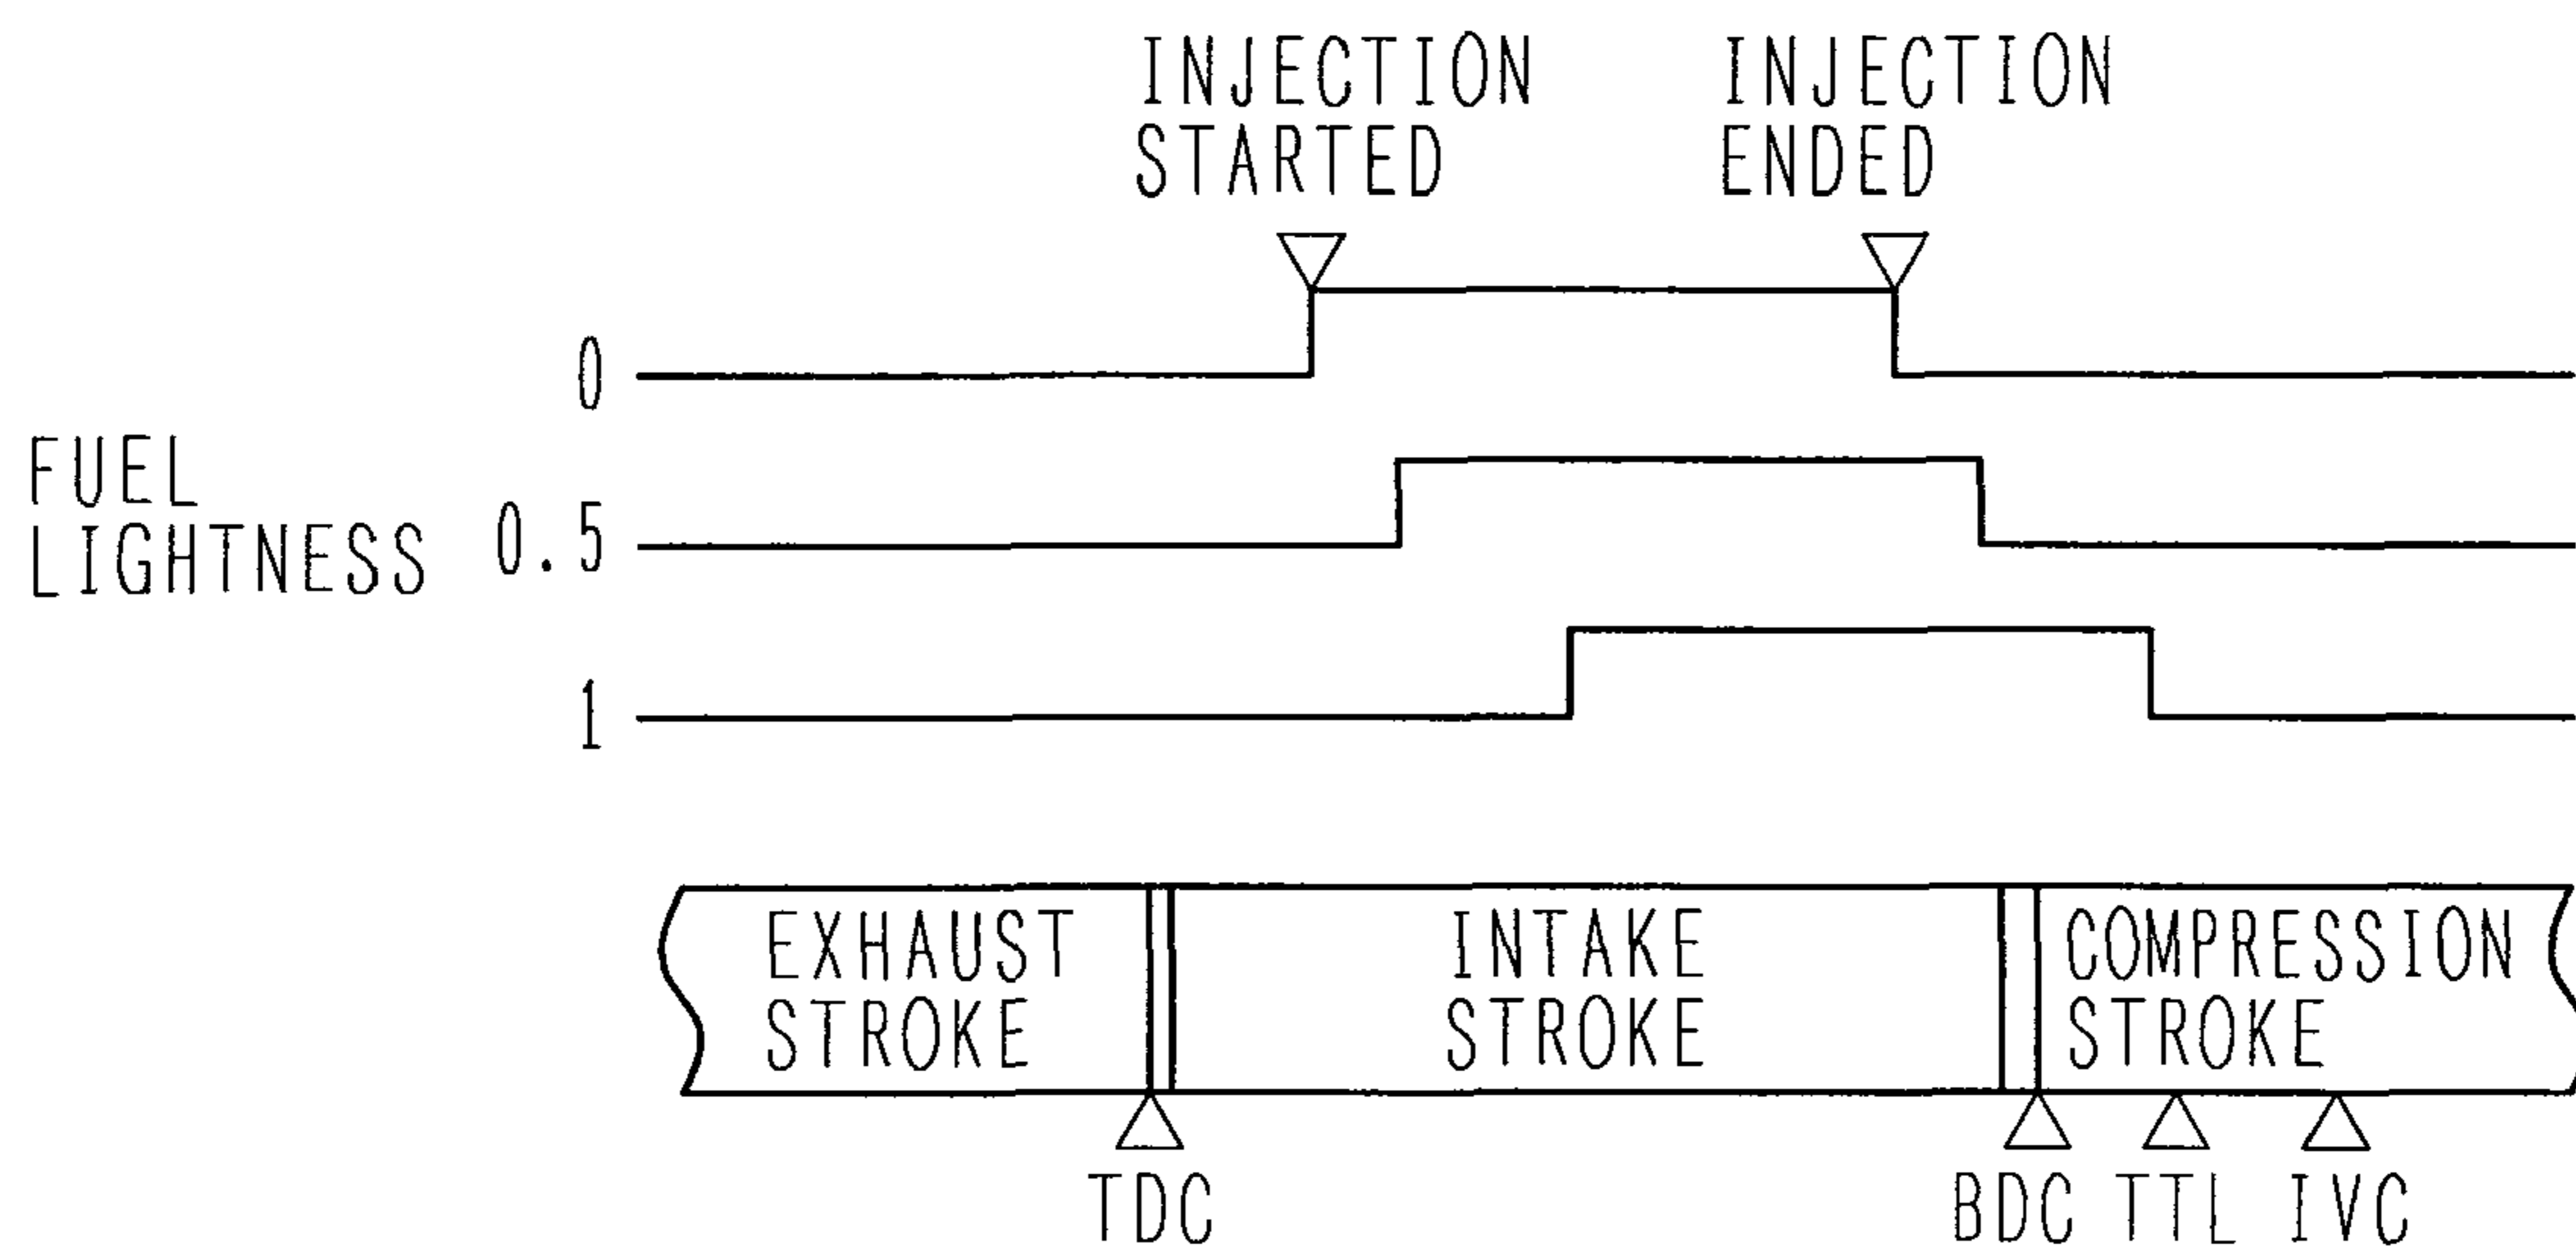 INJECTION
STARTED
INJECTION
ENDED
0
FUEL
LIGHTNESS
0.5
1
EXHAUST
STROKE
INTAKE
STROKE
COMPRESSION
STROKE
TDC
BDC
TTL
IVC